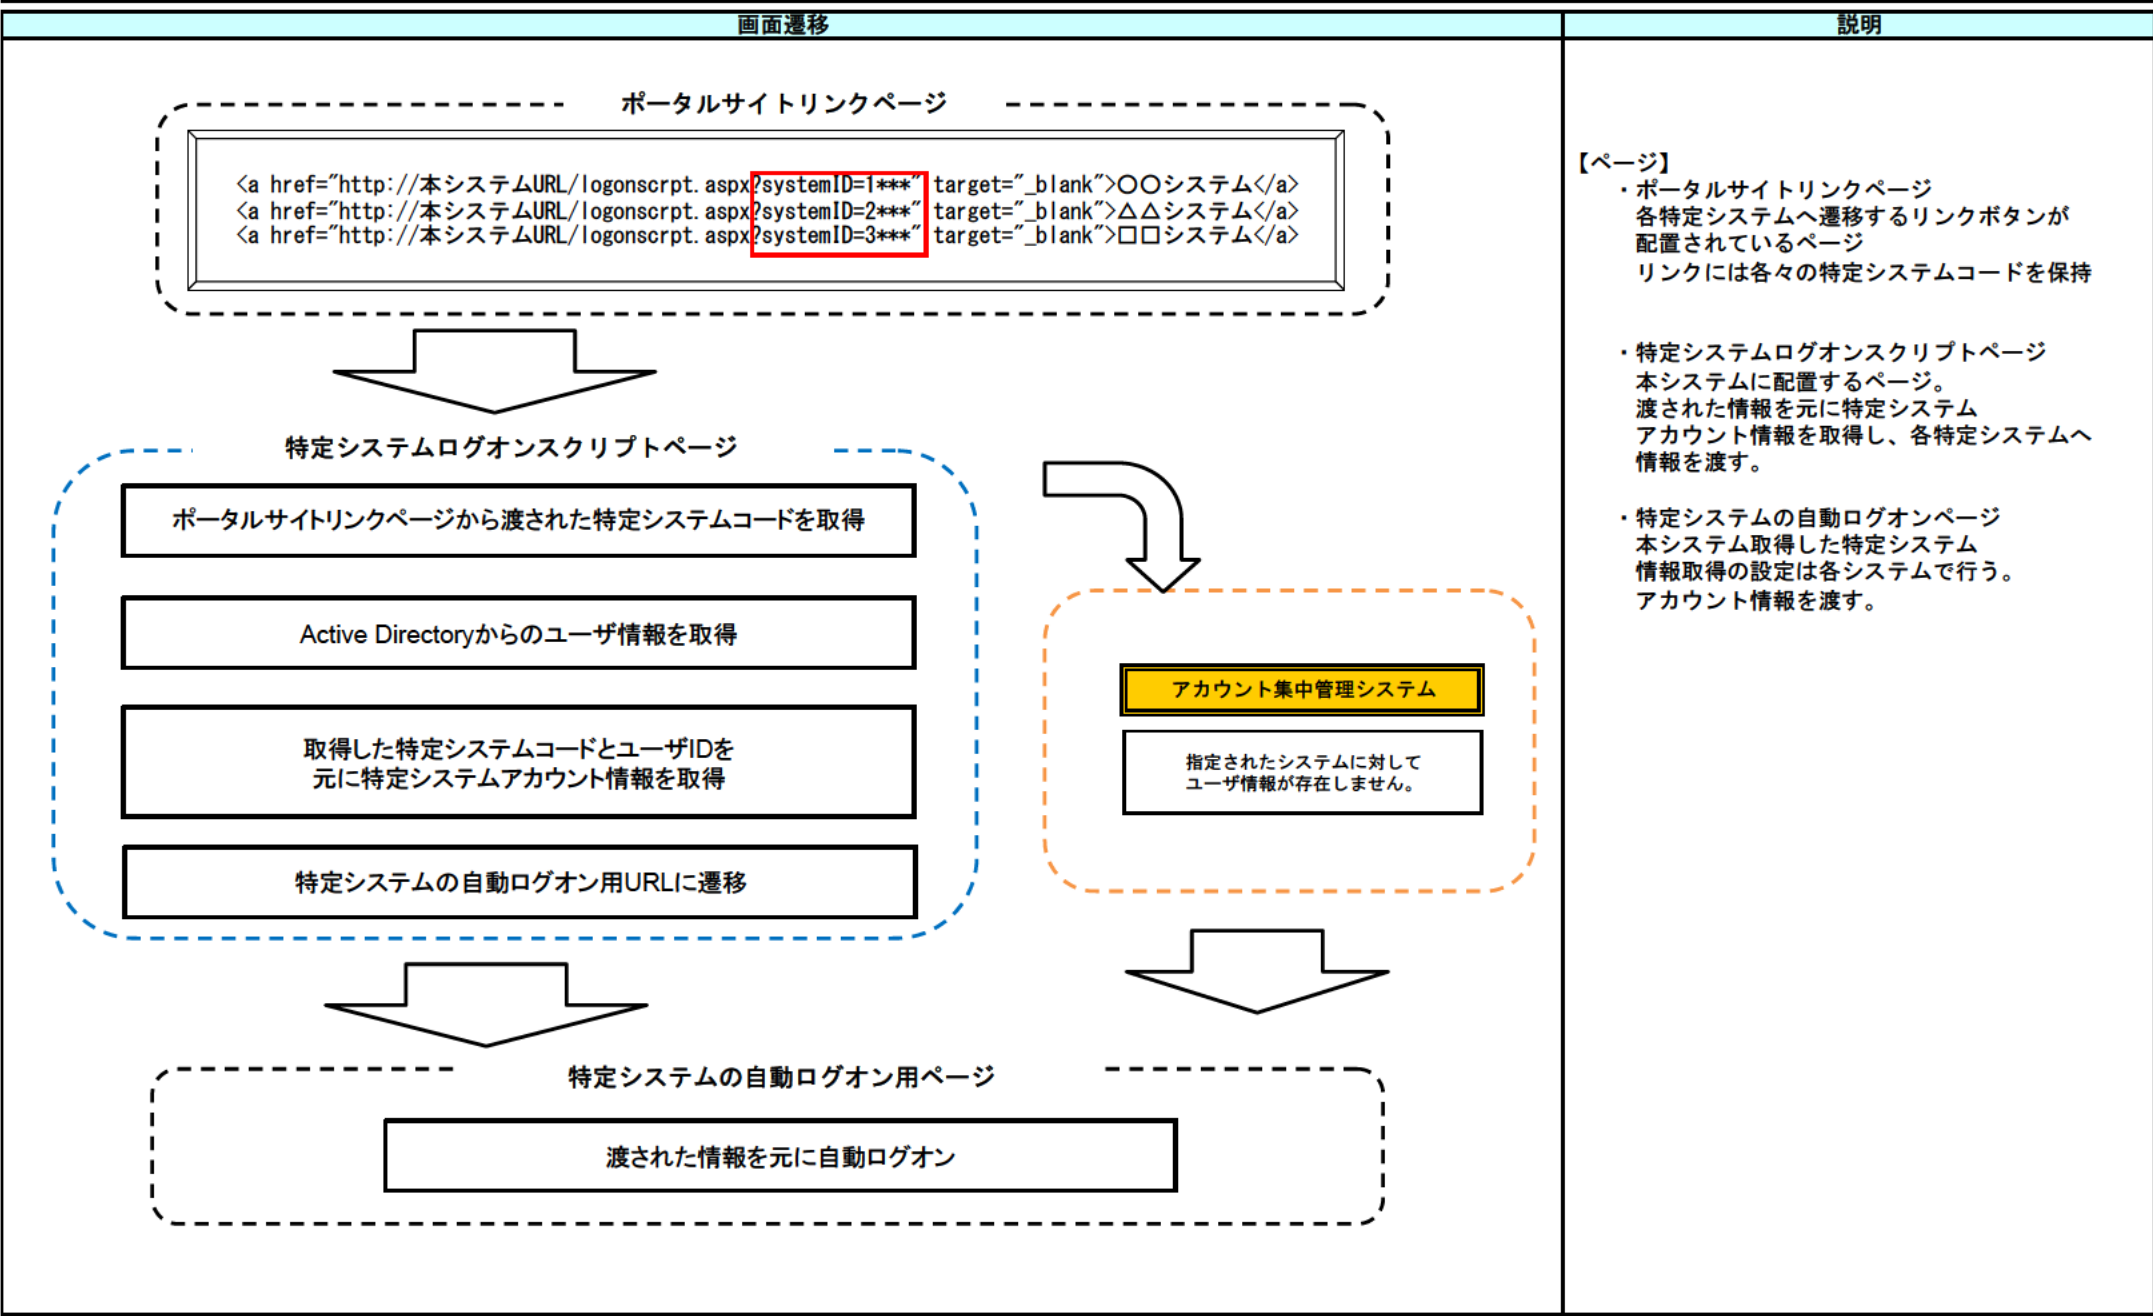 画面遷移
説明
ポータルサイトリンクページ
<a href="http://本システムURL/logonscrpt.aspx?systemID=1***" target="_blank">〇〇システム</a>
<a href="http://本システムURL/logonscrpt.aspx?systemID=2***" target="_blank">△△システム</a>
<a href="http://本システムURL/logonscrpt.aspx?systemID=3***" target="_blank">□□システム</a>
特定システムログオンスクリプトページ
ポータルサイトリンクページから渡された特定システムコードを取得
Active Directoryからのユーザ情報を取得
取得した特定システムコードとユーザIDを
元に特定システムアカウント情報を取得
特定システムの自動ログオン用URLに遷移
アカウント集中管理システム
指定されたシステムに対して
ユーザ情報が存在しません。
特定システムの自動ログオン用ページ
渡された情報を元に自動ログオン
【ページ】
・ポータルサイトリンクページ
各特定システムへ遷移するリンクボタンが
配置されているページ
リンクには各々の特定システムコードを保持
・特定システムログオンスクリプトページ
本システムに配置するページ。
渡された情報を元に特定システム
アカウント情報を取得し、各特定システムへ
情報を渡す。
・特定システムの自動ログオンページ
本システム取得した特定システム
情報取得の設定は各システムで行う。
アカウント情報を渡す。